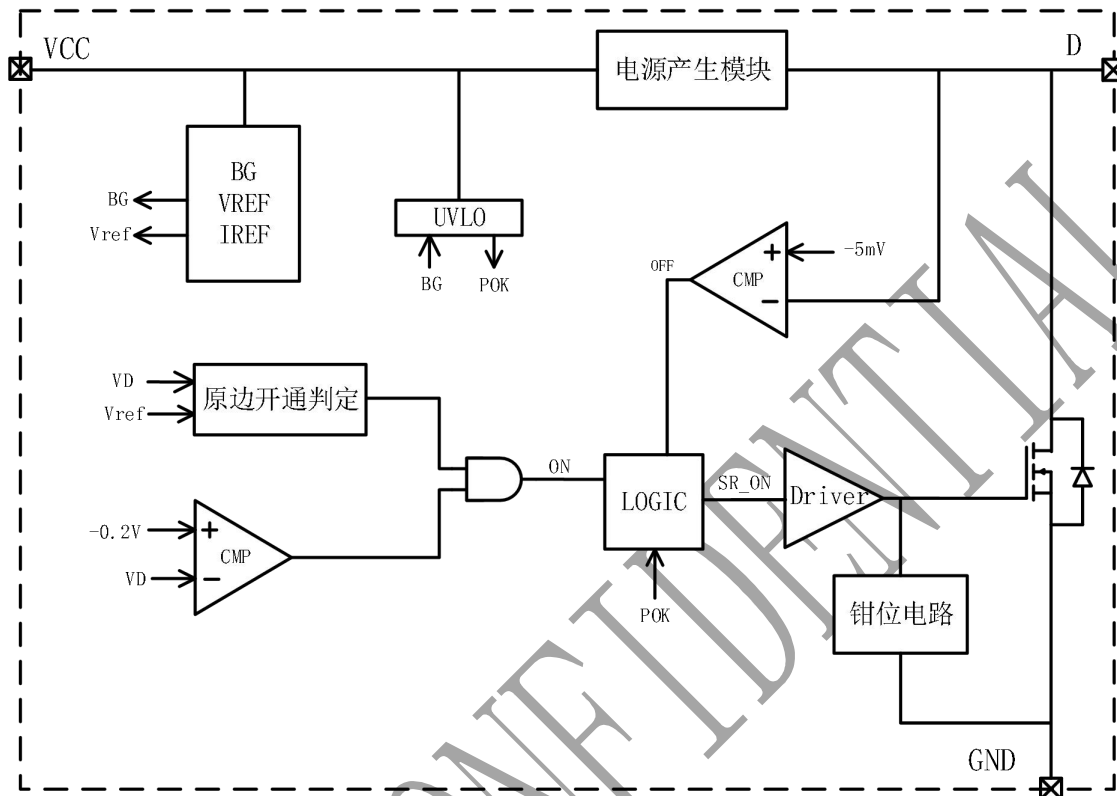 VCC
D
电源产生模块
BG
VREF
IREF
BG
Vref
UVLO
BG
POK
+
-5mV
CMP
−
OFF
VD
Vref
原边开通判定
ON
LOGIC
SR_ON
Driver
-0.2V
+
CMP
VD
−
POK
钳位电路
GND
ONFIDENTIAL